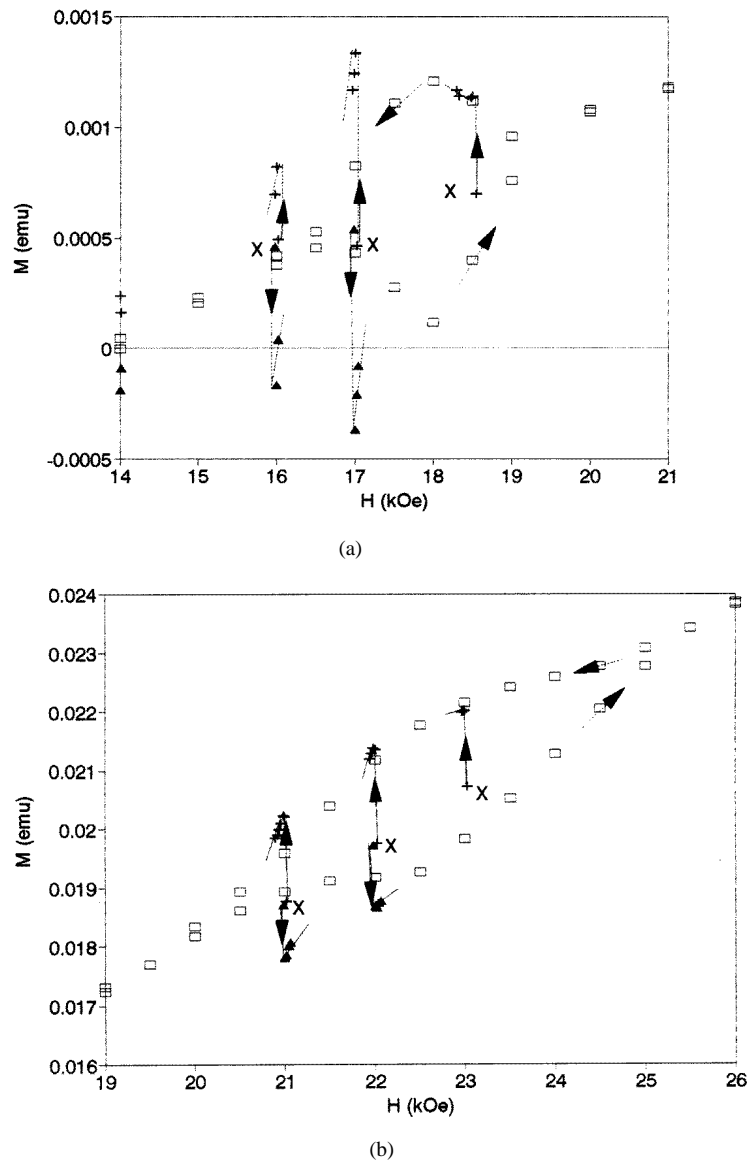 0.0015
0.001
0.0005
0
-0.0005
M (emu)
X
X
X
14 15 16 17 18 19 20 21
H (kOe)
(a)
0.024
0.023
0.022
0.021
0.02
0.019
0.018
0.017
0.016
M (emu)
X
X
X
19 20 21 22 23 24 25 26
H (kOe)
(b)